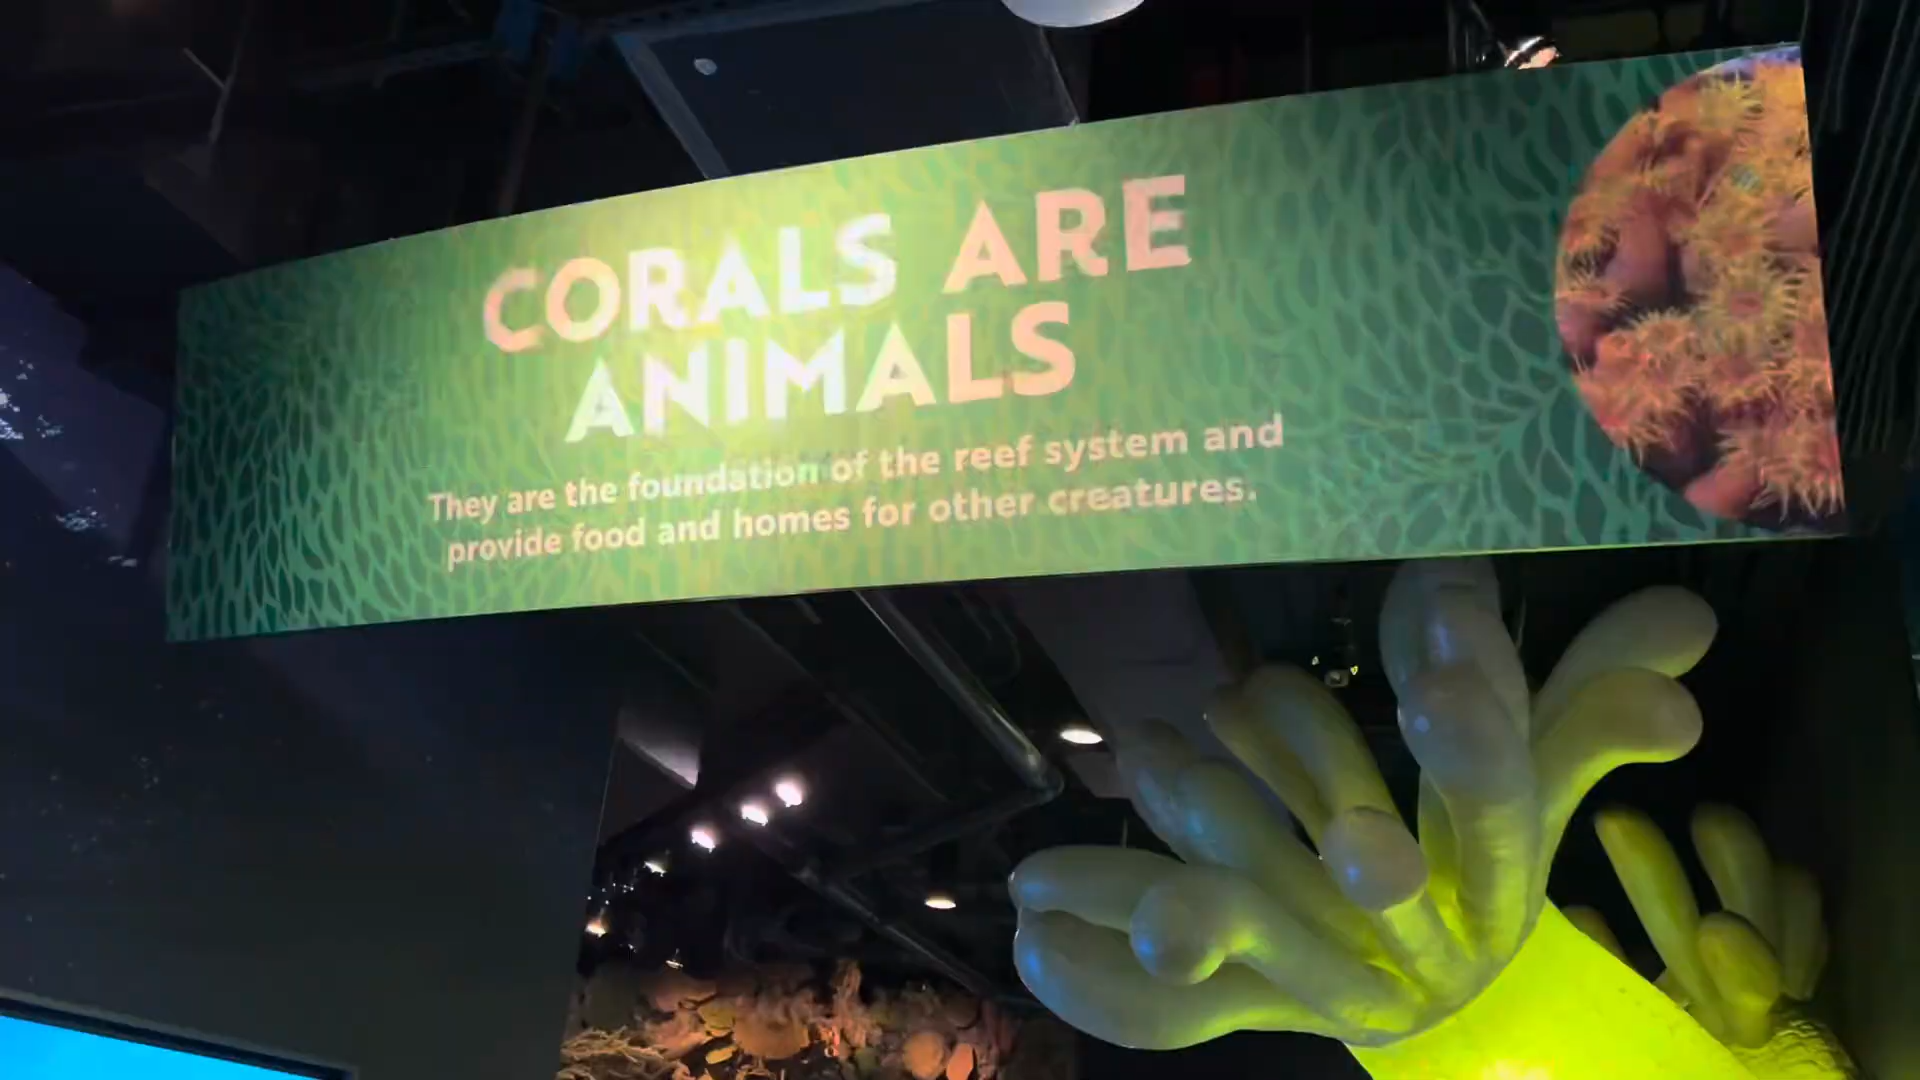 CORALS ARE
ANIMALS
They are the foundation of the reef system and
provide food and homes for other creatures.